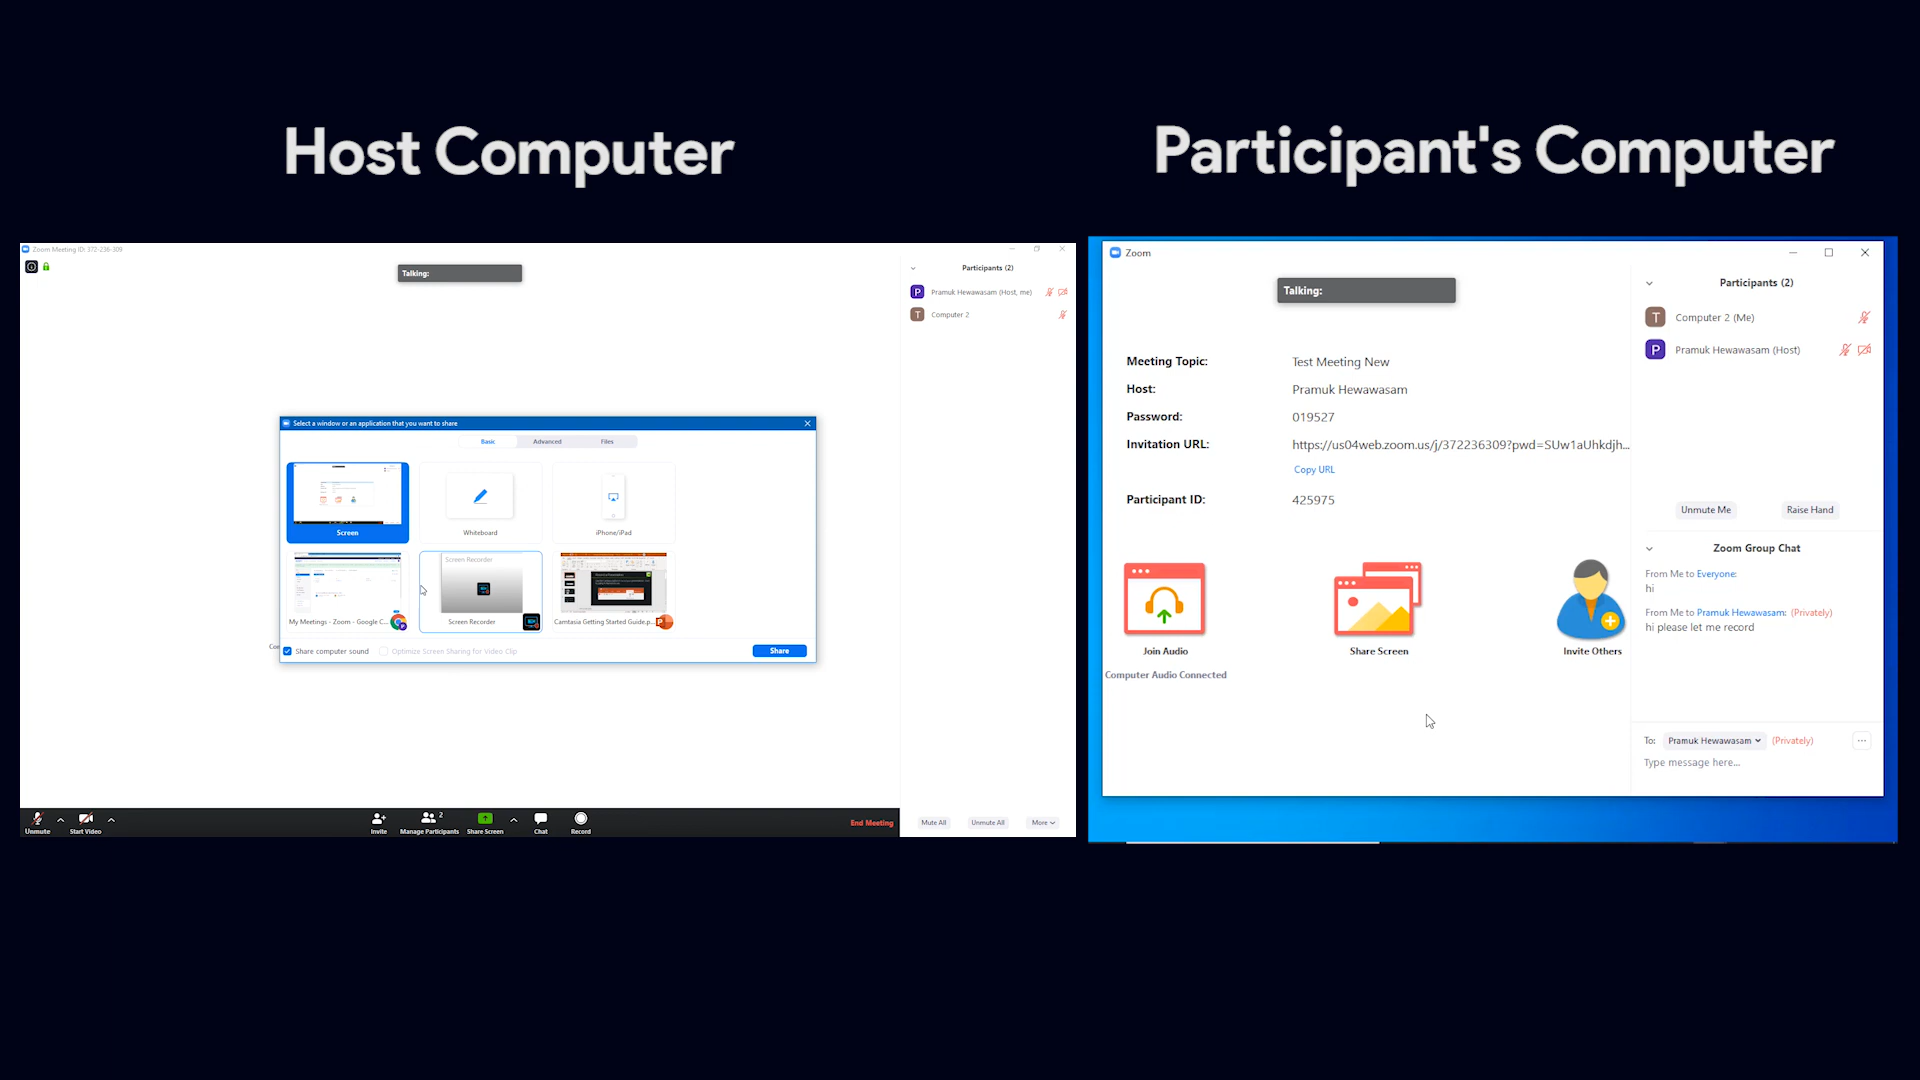 Host Computer
Participant's Computer
Zoom Meeting ID: 372-236-309
Talking:
Participants (2)
P
Pramuk Hewawasam (Host, me)
T
Computer 2
Select a window or an application that you want to share
Basic
Advanced
Files
Screen
Whiteboard
iPhone/iPad
Screen Recorder
My Meetings - Zoom - Google C...
Screen Recorder
Camtasia Getting Started Guide.p...
Share computer sound
Optimize Screen Sharing for Video Clip
Share
Unmute
Start Video
Invite
2
Manage Participants
Share Screen
Chat
Record
End Meeting
Mute All
Unmute All
More
Zoom
Talking:
Meeting Topic:
Test Meeting New
Host:
Pramuk Hewawasam
Password:
019527
Invitation URL:
https://us04web.zoom.us/j/372236309?pwd=SUw1aUhkdjh...
Copy URL
Participant ID:
425975
Join Audio
Share Screen
Invite Others
Computer Audio Connected
Participants (2)
T
Computer 2 (Me)
P
Pramuk Hewawasam (Host)
Unmute Me
Raise Hand
Zoom Group Chat
From Me to Everyone:
hi
From Me to Pramuk Hewawasam: (Privately)
hi please let me record
To: Pramuk Hewawasam (Privately)
Type message here...